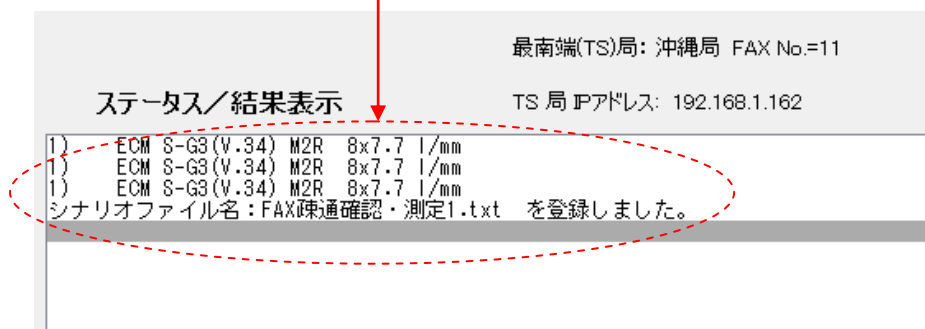 最南端(TS)局: 沖縄局 FAX No.=11
ステータス／結果表示
TS 局 IPアドレス: 192.168.1.162
1) ECM S-G3(V.34) M2R 8x7.7 l/mm
1) ECM S-G3(V.34) M2R 8x7.7 l/mm
1) ECM S-G3(V.34) M2R 8x7.7 l/mm
シナリオファイル名：FAX疎通確認・測定1.txt を登録しました。